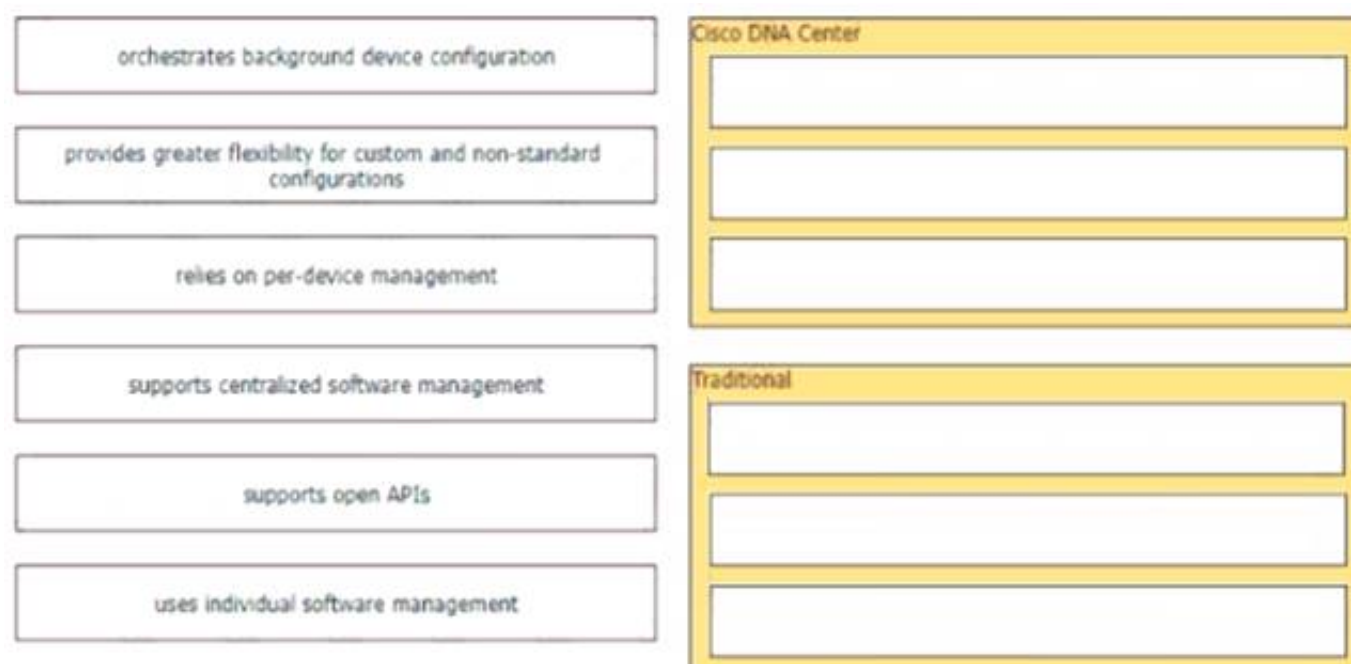 orchestrates background device configuration
provides greater flexibility for custom and non-standard
configurations
relies on per-device management
supports centralized software management
supports open APIs
uses individual software management
Cisco DNA Center
Traditional